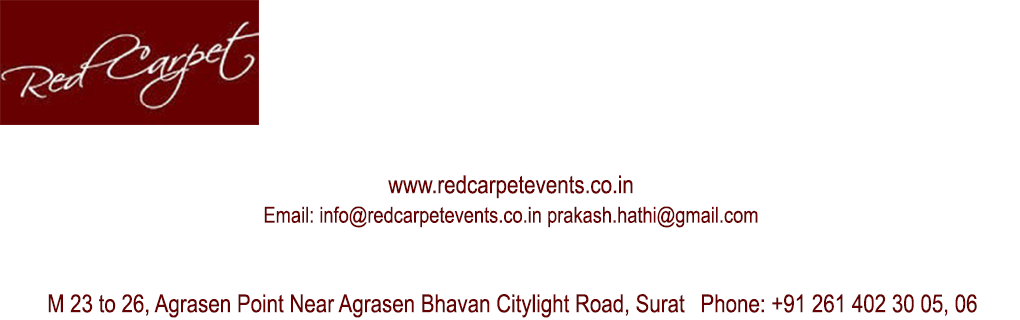 Red Carpet
www.redcarpetevents.co.in
Email: info@redcarpetevents.co.in prakash.hathi@gmail.com
M 23 to 26, Agrasen Point Near Agrasen Bhavan Citylight Road, Surat Phone: +91 261 402 30 05, 06